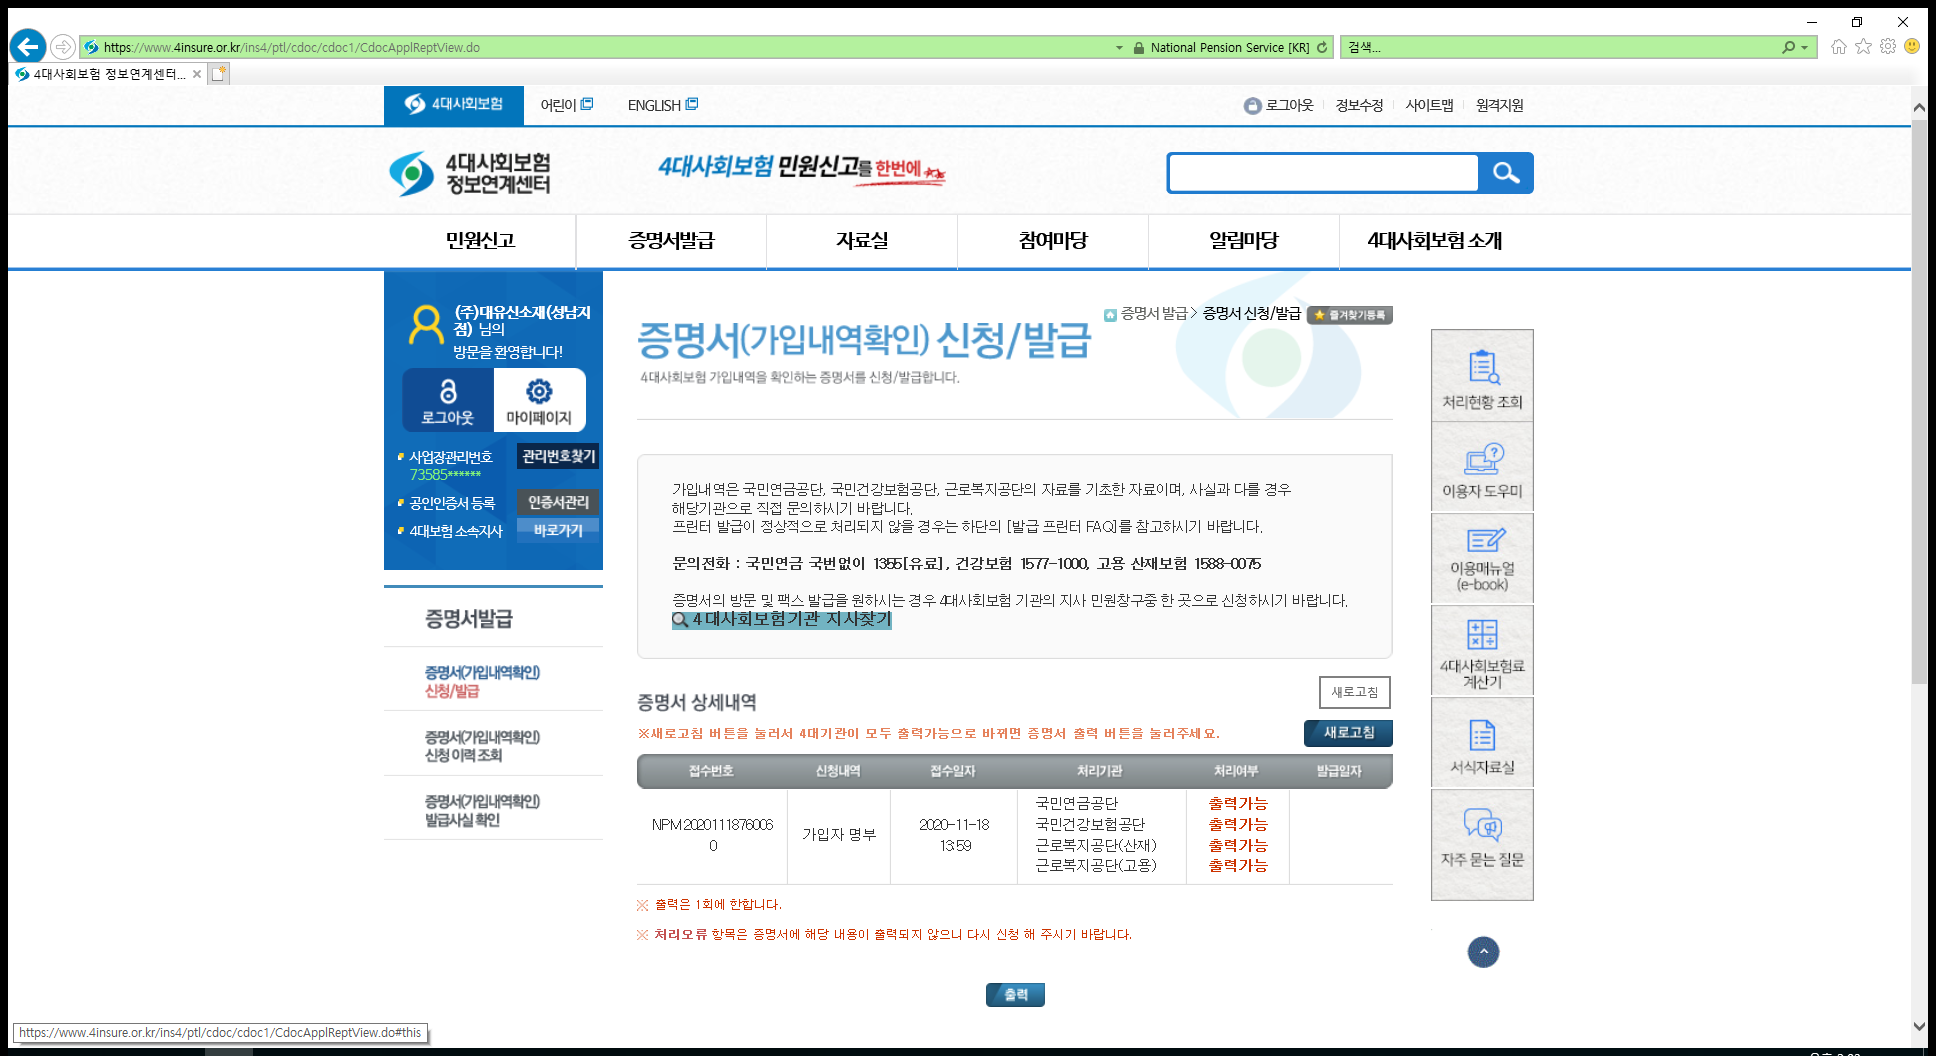 https://www.4insure.or.kr/ins4/ptl/cdoc/cdoc1/CdocApplReptView.do
National Pension Service [KR]
검색...
4대사회보험 정보연계센터...
4대사회보험
어린이
ENGLISH
로그아웃
정보수정
사이트맵
원격지원
4대사회보험
정보연계센터
4대사회보험 민원신고를 한번에
민원신고
증명서발급
자료실
참여마당
알림마당
4대사회보험 소개
(주)대유신소재(성남지
점) 님의
방문을 환영합니다!
로그아웃
마이페이지
사업장관리번호
관리번호찾기
73585******
공인인증서 등록
인증서관리
4대보험 소속지사
바로가기
증명서발급
증명서(가입내역확인)
신청/발급
증명서(가입내역확인)
신청 이력 조회
증명서(가입내역확인)
발급사실 확인
증명서 발급 > 증명서 신청/발급
즐겨찾기등록
증명서(가입내역확인) 신청/발급
4대사회보험 가입내역을 확인하는 증명서를 신청/발급합니다.
가입내역은 국민연금공단, 국민건강보험공단, 근로복지공단의 자료를 기초한 자료이며, 사실과 다를 경우
해당기관으로 직접 문의하시기 바랍니다.
프린터 발급이 정상적으로 처리되지 않을 경우는 하단의 [발급 프린터 FAQ]를 참고하시기 바랍니다.
문의전화 : 국민연금 국번없이 1355[유료], 건강보험 1577-1000, 고용 산재보험 1588-0075
증명서의 방문 및 팩스 발급을 원하시는 경우 4대사회보험 기관의 지사 민원창구중 한 곳으로 신청하시기 바랍니다.
4대사회보험기관 지사찾기
증명서 상세내역
새로고침
※새로고침 버튼을 눌러서 4대기관이 모두 출력가능으로 바뀌면 증명서 출력 버튼을 눌러주세요.
새로고침
접수번호
신청내역
접수일자
처리기관
처리여부
발급일자
NPM2020111876006
0
가입자 명부
2020-11-18
13:59
국민연금공단
출력가능
국민건강보험공단
출력가능
근로복지공단(산재)
출력가능
근로복지공단(고용)
출력가능
※ 출력은 1회에 한합니다.
※ 처리오류 항목은 증명서에 해당 내용이 출력되지 않으니 다시 신청 해 주시기 바랍니다.
출력
처리현황 조회
이용자 도우미
이용매뉴얼
(e-book)
4대사회보험료
계산기
서식자료실
자주 묻는 질문
https://www.4insure.or.kr/ins4/ptl/cdoc/cdoc1/CdocApplReptView.do#this